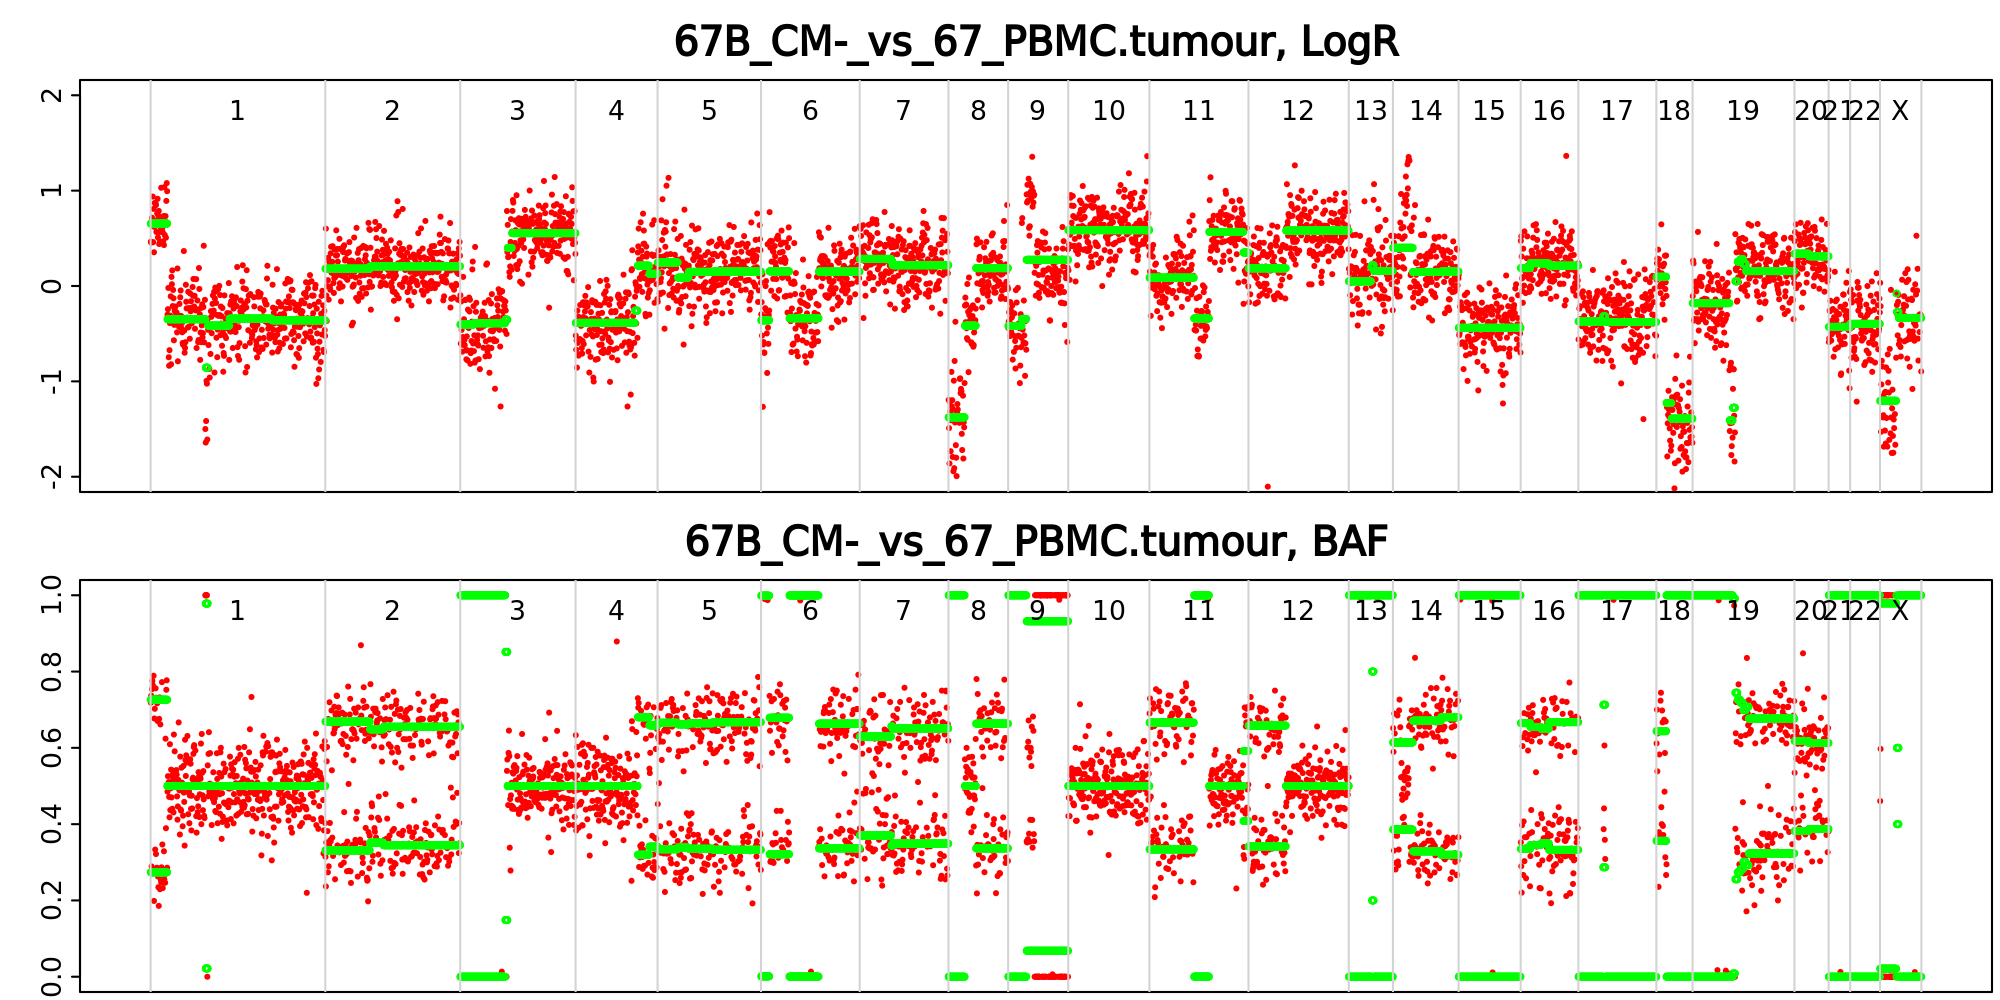 67B_CM-_vs_67_PBMC.tumour, LogR
1 2 3 4 5 6 7 8 9 10 11 12 13 14 15 16 17 18 19 20 21 22 X
2
1
0
-1
-2
67B_CM-_vs_67_PBMC.tumour, BAF
1 2 3 4 5 6 7 8 9 10 11 12 13 14 15 16 17 18 19 20 21 22 X
1.0
0.8
0.6
0.4
0.2
0.0